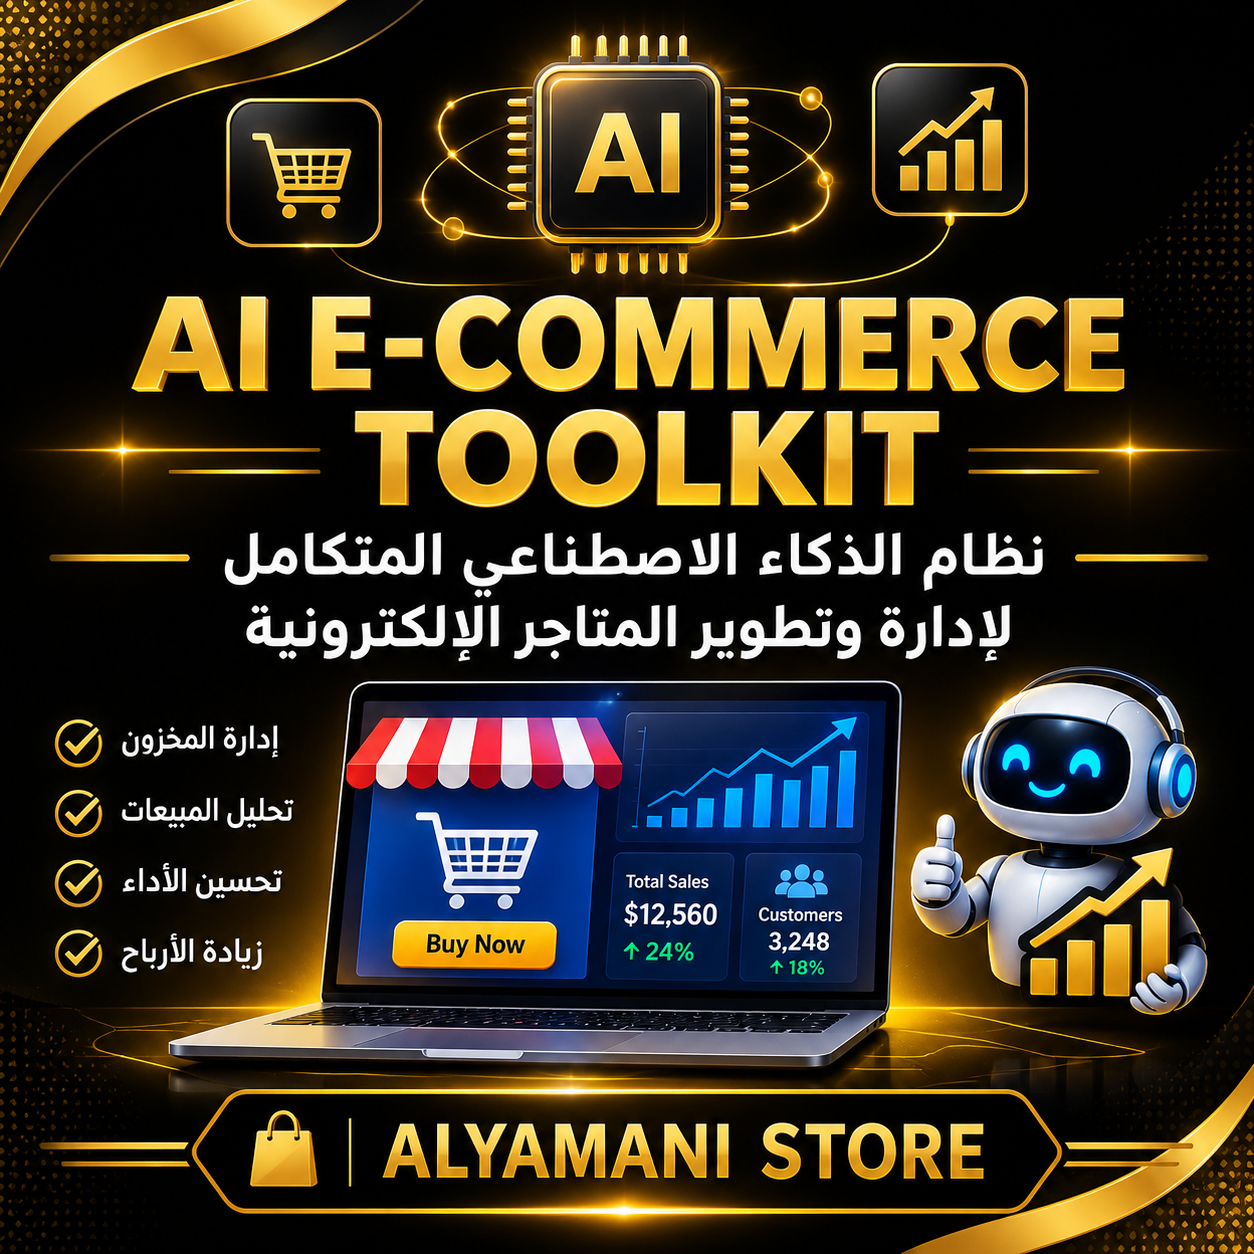 AI
AI E-COMMERCE
TOOLKIT
نظام الذكاء الاصطناعي المتكامل
لإدارة وتطوير المتاجر الإلكترونية
إدارة المخزون
تحليل المبيعات
تحسين الأداء
زيادة الأرباح
Buy Now
Total Sales
$12,560
↑ 24%
Customers
3,248
↑ 18%
ALYAMANI STORE